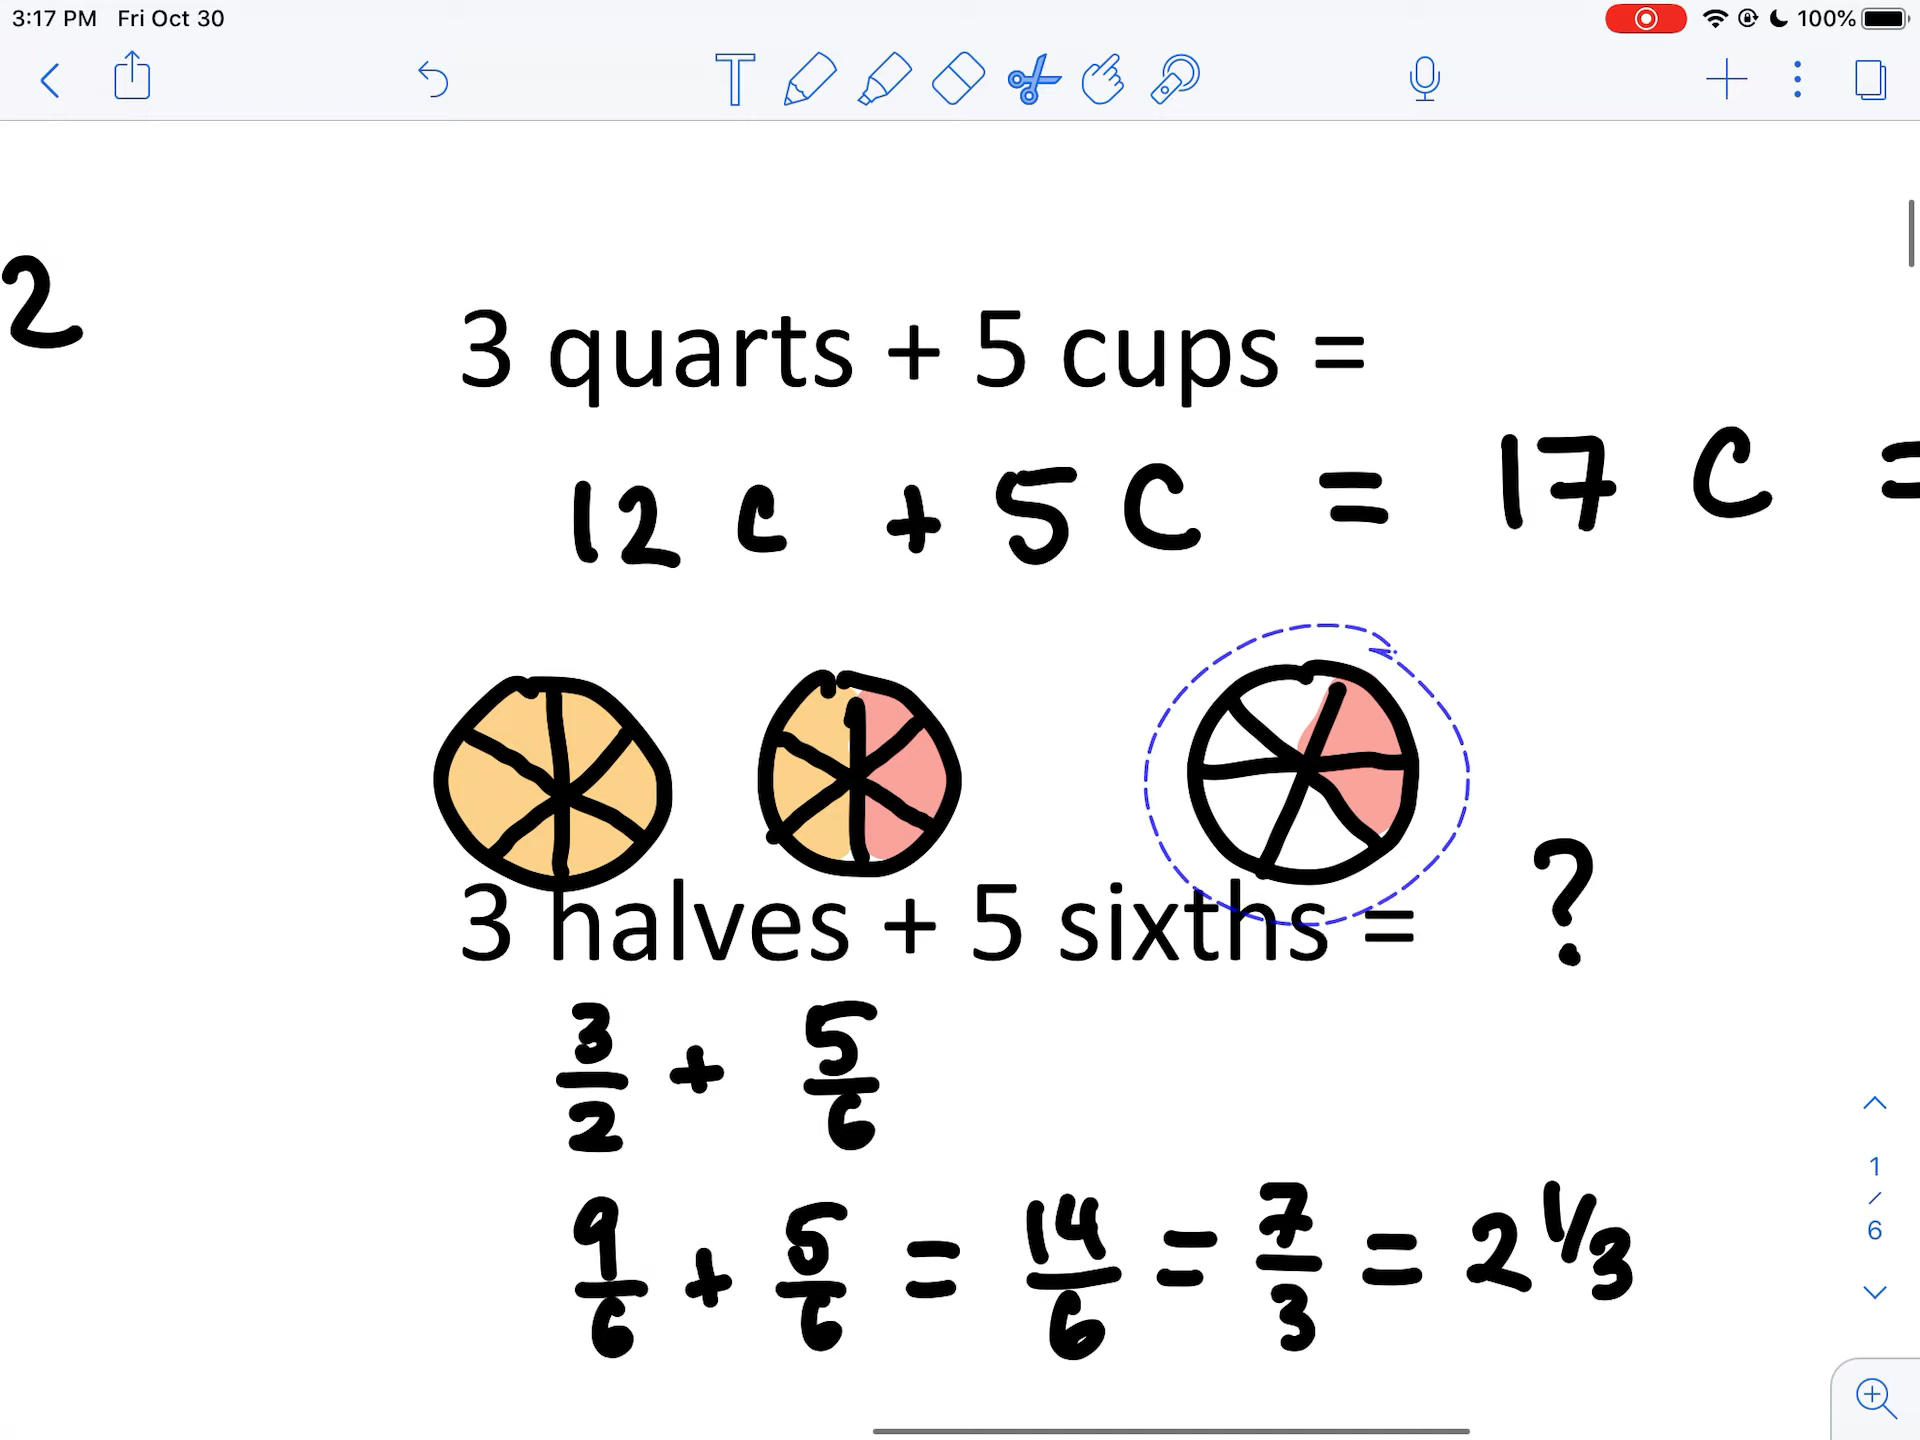 3:17 PM Fri Oct 30 100%
2
3 quarts + 5 cups =
12 c + 5 C = 17 C =
3 halves + 5 sixths = ?
3/2 + 5/6
9/6 + 5/6 = 14/6 = 7/3 = 2 1/3
1 / 6